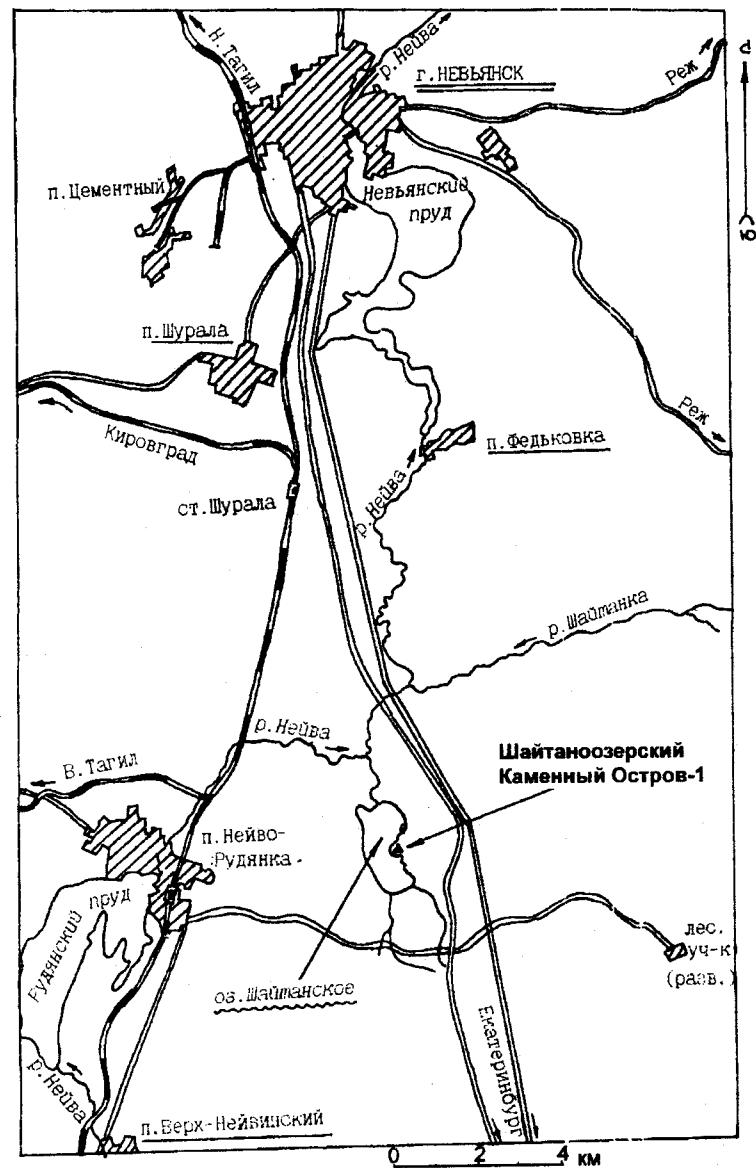 Н.Тагил
р.Нейва
г.НЕВЬЯНСК
Реж
С
Ю
п.Цементный
Невьянский
пруд
п.Шурала
Реж
Кировград
п.Федьковка
ст.Шурала
р.Нейва
р.Шайтанка
р.Нейва
В.Тагил
Шайтаноозерский
Каменный Остров-1
п.Нейво-
Рудянка
Рудянский пруд
лес.
уч-к
(разв.)
оз.Шайтанское
Екатеринбург
р.Нейва
п.Верх-Нейвинский
0 2 4 км